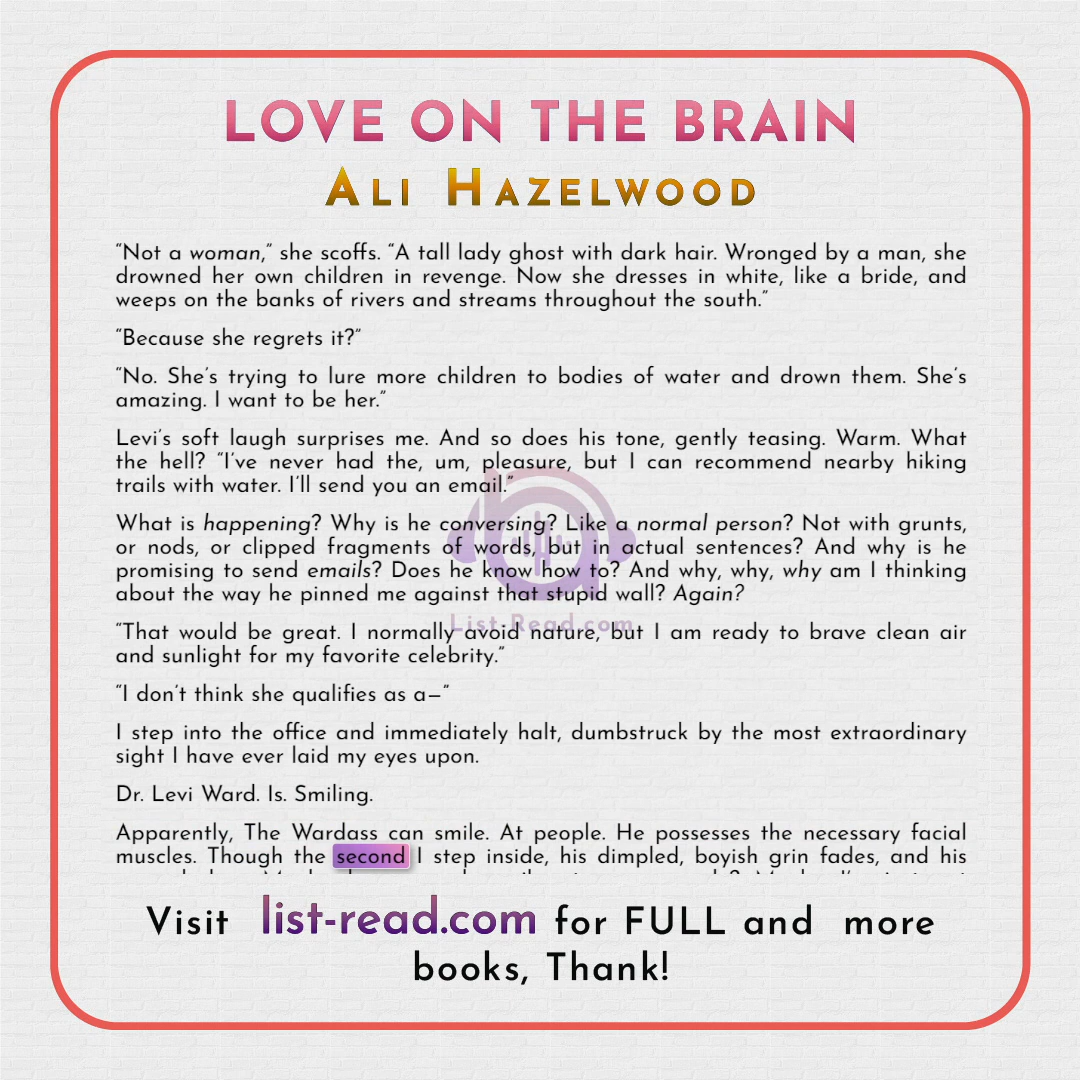 LOVE ON THE BRAIN
ALI HAZELWOOD
“Not a woman,” she scoffs. “A tall lady ghost with dark hair. Wronged by a man, she
drowned her own children in revenge. Now she dresses in white, like a bride, and
weeps on the banks of rivers and streams throughout the south.”
“Because she regrets it?”
“No. She’s trying to lure more children to bodies of water and drown them. She’s
amazing. I want to be her.”
Levi’s soft laugh surprises me. And so does his tone, gently teasing. Warm. What
the hell? “I’ve never had the, um, pleasure, but I can recommend nearby hiking
trails with water. I’ll send you an email.”
What is happening? Why is he conversing? Like a normal person? Not with grunts,
or nods, or clipped fragments of words, but in actual sentences? And why is he
promising to send emails? Does he know how to? And why, why, why am I thinking
about the way he pinned me against that stupid wall? Again?
List-Read.com
“That would be great. I normally avoid nature, but I am ready to brave clean air
and sunlight for my favorite celebrity.”
“I don’t think she qualifies as a—”
I step into the office and immediately halt, dumbstruck by the most extraordinary
sight I have ever laid my eyes upon.
Dr. Levi Ward. Is. Smiling.
Apparently, The Wardass can smile. At people. He possesses the necessary facial
muscles. Though the second I step inside, his dimpled, boyish grin fades, and his
Visit list-read.com for FULL and more
books, Thank!